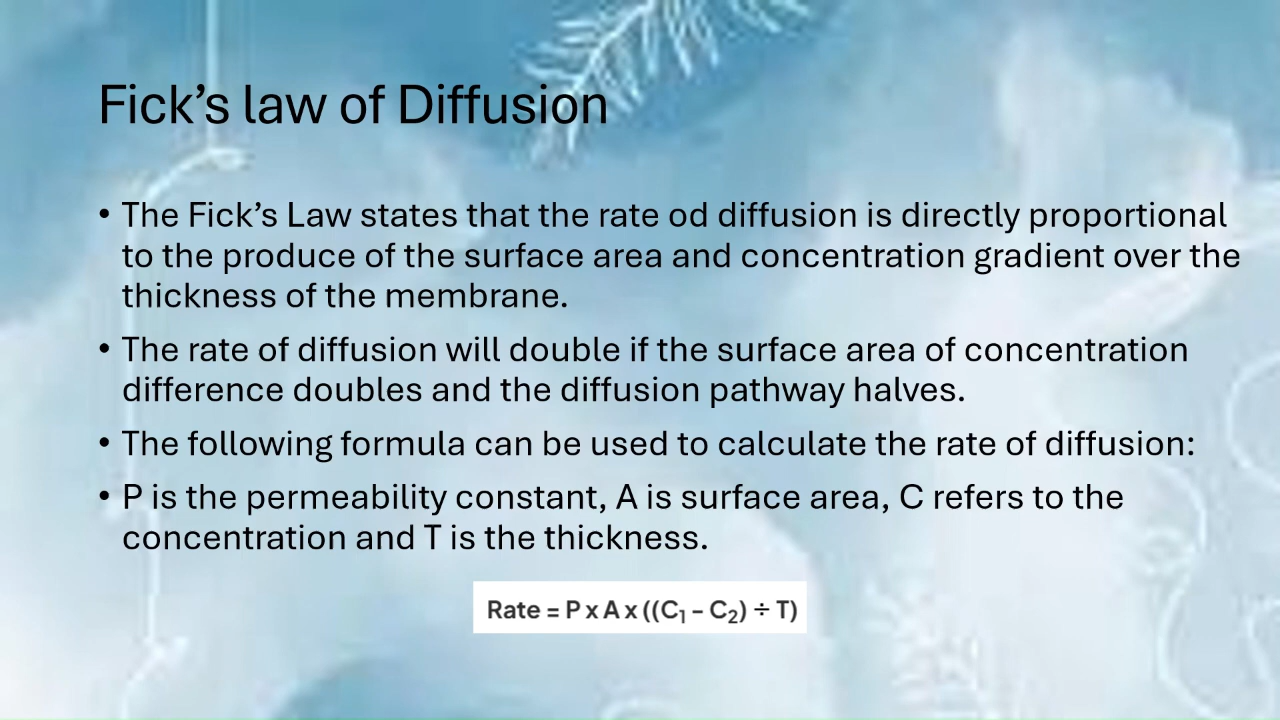 Fick’s law of Diffusion
• The Fick’s Law states that the rate od diffusion is directly proportional
to the produce of the surface area and concentration gradient over the
thickness of the membrane.
• The rate of diffusion will double if the surface area of concentration
difference doubles and the diffusion pathway halves.
• The following formula can be used to calculate the rate of diffusion:
• P is the permeability constant, A is surface area, C refers to the
concentration and T is the thickness.
Rate = P x A x ((C₁ – C₂) ÷ T)